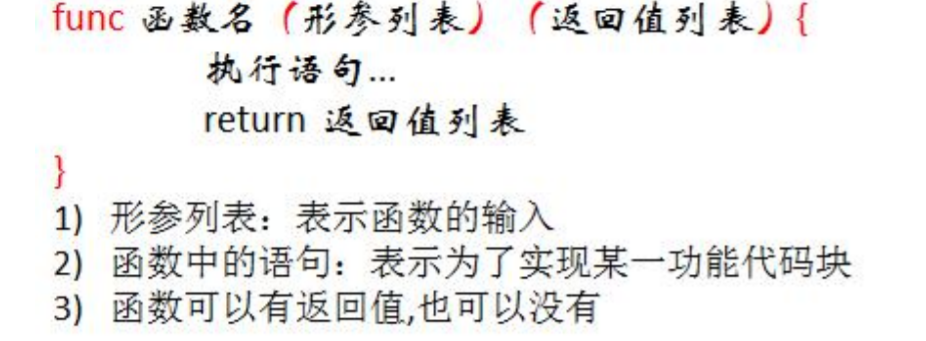 func 函数名（形参列表）（返回值列表）{
执行语句...
return 返回值列表
}
1) 形参列表：表示函数的输入
2) 函数中的语句：表示为了实现某一功能代码块
3) 函数可以有返回值,也可以没有